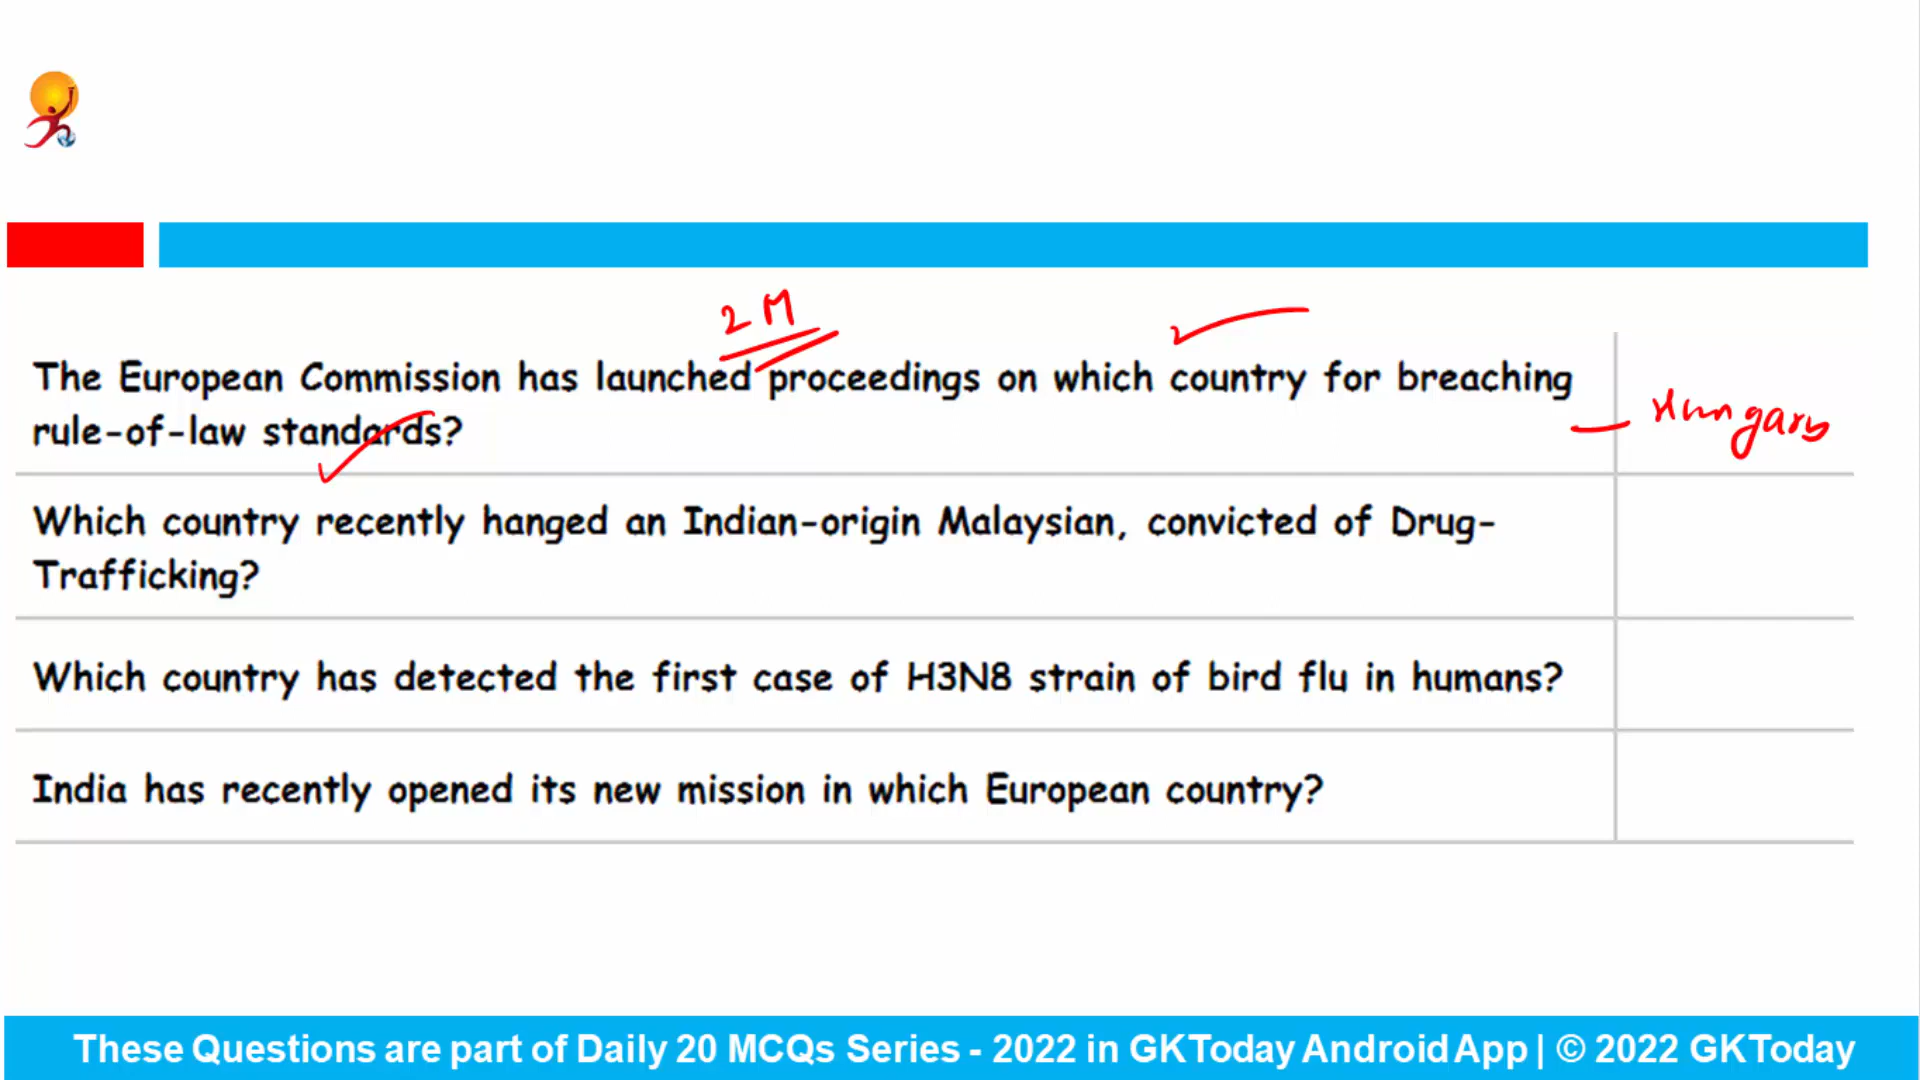 2 M
The European Commission has launched proceedings on which country for breaching
rule-of-law standards?
Hungary
Which country recently hanged an Indian-origin Malaysian, convicted of Drug-
Trafficking?
Which country has detected the first case of H3N8 strain of bird flu in humans?
India has recently opened its new mission in which European country?
These Questions are part of Daily 20 MCQs Series - 2022 in GKToday Android App | © 2022 GKToday